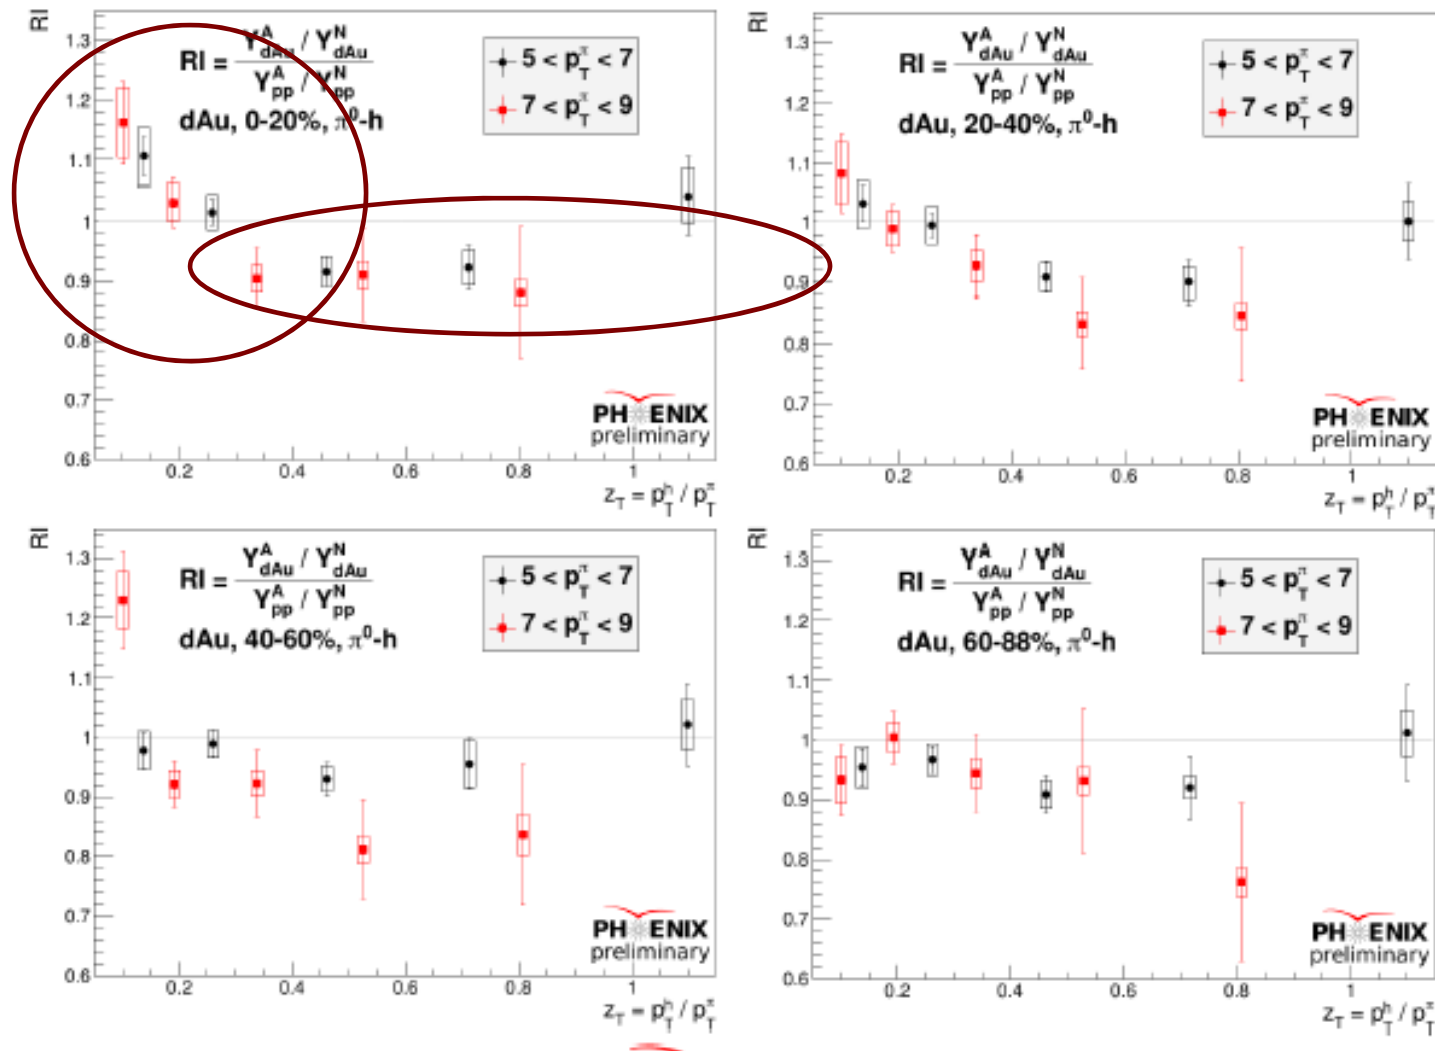 RI
RI = Y^A_dAu / Y^N_dAu
Y^A_pp / Y^N_pp
dAu, 0-20%, π⁰-h
5 < p^π_T < 7
7 < p^π_T < 9
1.3
1.2
1.1
1
0.9
0.8
0.7
0.6
PHENIX
preliminary
0.2 0.4 0.6 0.8 1
z_T = p^h_T / p^π_T
RI
RI = Y^A_dAu / Y^N_dAu
Y^A_pp / Y^N_pp
dAu, 20-40%, π⁰-h
5 < p^π_T < 7
7 < p^π_T < 9
1.3
1.2
1.1
1
0.9
0.8
0.7
0.6
PHENIX
preliminary
0.2 0.4 0.6 0.8 1
z_T = p^h_T / p^π_T
RI
RI = Y^A_dAu / Y^N_dAu
Y^A_pp / Y^N_pp
dAu, 40-60%, π⁰-h
5 < p^π_T < 7
7 < p^π_T < 9
1.3
1.2
1.1
1
0.9
0.8
0.7
0.6
PHENIX
preliminary
0.2 0.4 0.6 0.8 1
z_T = p^h_T / p^π_T
RI
RI = Y^A_dAu / Y^N_dAu
Y^A_pp / Y^N_pp
dAu, 60-88%, π⁰-h
5 < p^π_T < 7
7 < p^π_T < 9
1.3
1.2
1.1
1
0.9
0.8
0.7
0.6
PHENIX
preliminary
0.2 0.4 0.6 0.8 1
z_T = p^h_T / p^π_T